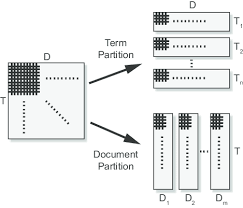 D
Term
Partition
T1
T2
Tn
D
T
Document
Partition
T
D1 D2 Dm